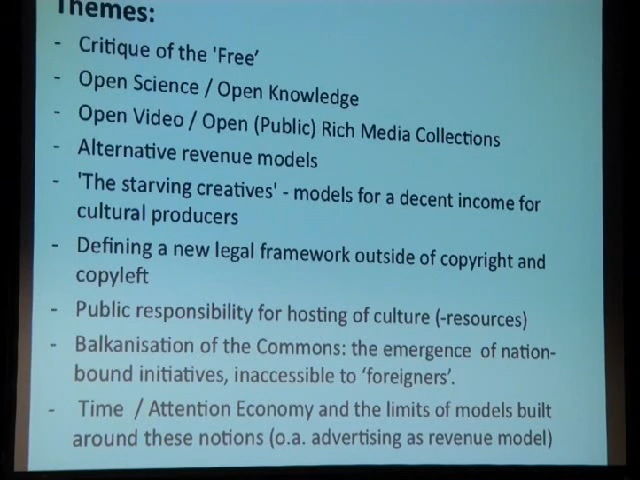 Themes:
- Critique of the 'Free'
- Open Science / Open Knowledge
- Open Video / Open (Public) Rich Media Collections
- Alternative revenue models
- 'The starving creatives' - models for a decent income for
cultural producers
- Defining a new legal framework outside of copyright and
copyleft
- Public responsibility for hosting of culture (-resources)
- Balkanisation of the Commons: the emergence of nation-
bound initiatives, inaccessible to 'foreigners'.
- Time / Attention Economy and the limits of models built
around these notions (o.a. advertising as revenue model)